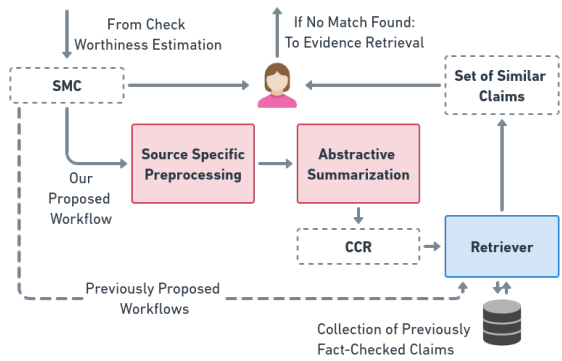 From Check
Worthiness Estimation
If No Match Found:
To Evidence Retrieval
SMC
Set of Similar
Claims
Source Specific
Preprocessing
Abstractive
Summarization
Our
Proposed
Workflow
CCR
Retriever
Previously Proposed
Workflows
Collection of Previously
Fact-Checked Claims